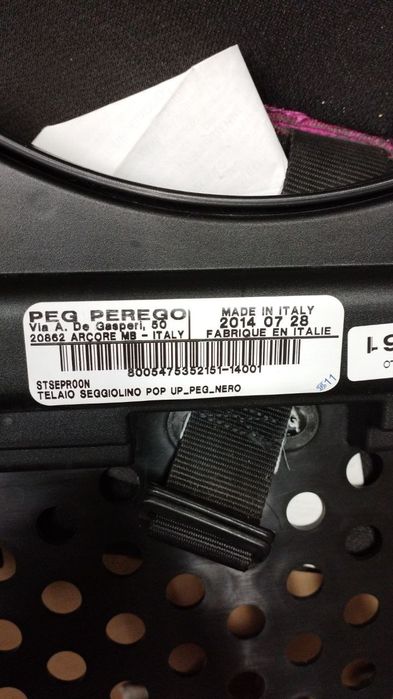 PEG PEREGO
Via A. De Gasperi, 50
20862 ARCORE MB - ITALY
MADE IN ITALY
2014 07 28
FABRIQUE EN ITALIE
8005475352151-14001
STSEPR00N
TELAIO SEGGIOLINO POP UP_PEG_NERO
11